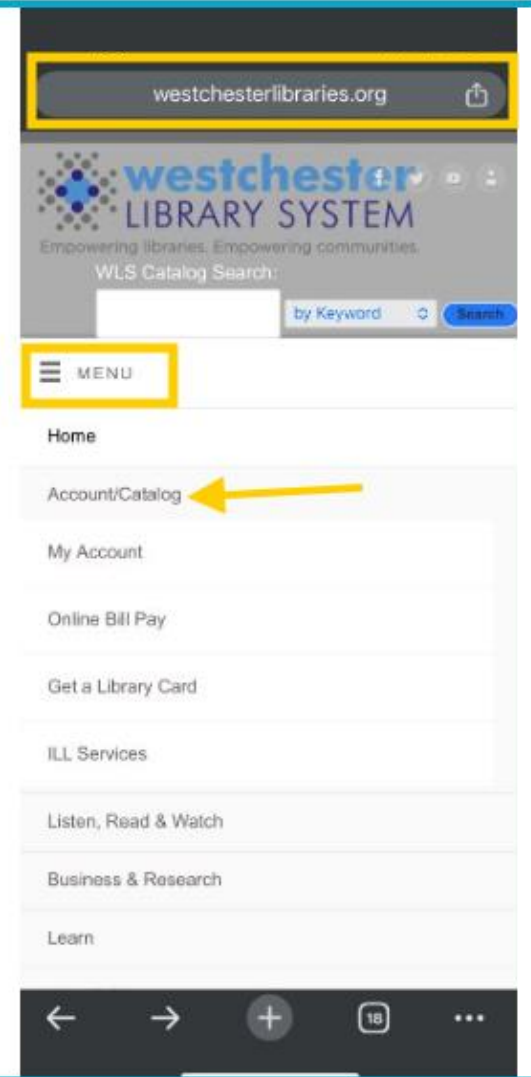 westchesterlibraries.org
westchester
LIBRARY SYSTEM
Empowering libraries. Empowering communities.
WLS Catalog Search:
by Keyword Search
MENU
Home
Account/Catalog
My Account
Online Bill Pay
Get a Library Card
ILL Services
Listen, Read & Watch
Business & Research
Learn
18